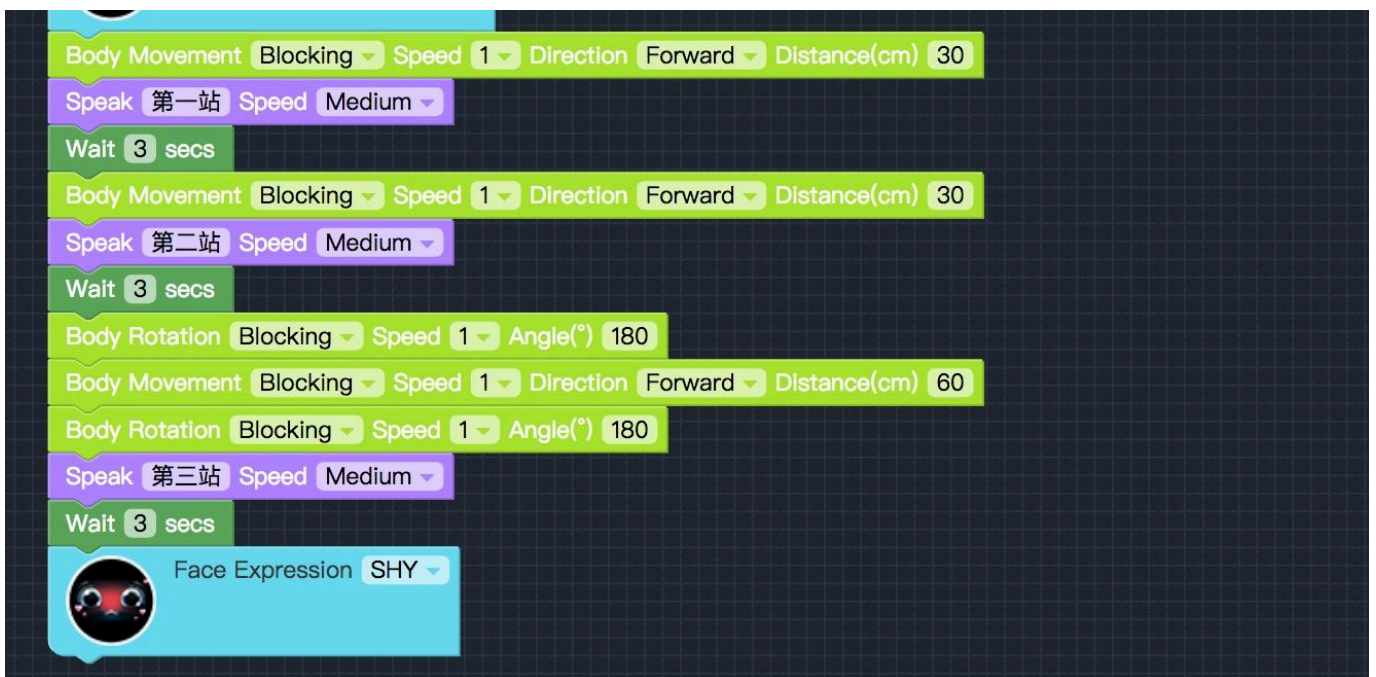 Body Movement Blocking Speed 1 Direction Forward Distance(cm) 30
Speak 第一站 Speed Medium
Wait 3 secs
Body Movement Blocking Speed 1 Direction Forward Distance(cm) 30
Speak 第二站 Speed Medium
Wait 3 secs
Body Rotation Blocking Speed 1 Angle(°) 180
Body Movement Blocking Speed 1 Direction Forward Distance(cm) 60
Body Rotation Blocking Speed 1 Angle(°) 180
Speak 第三站 Speed Medium
Wait 3 secs
Face Expression SHY